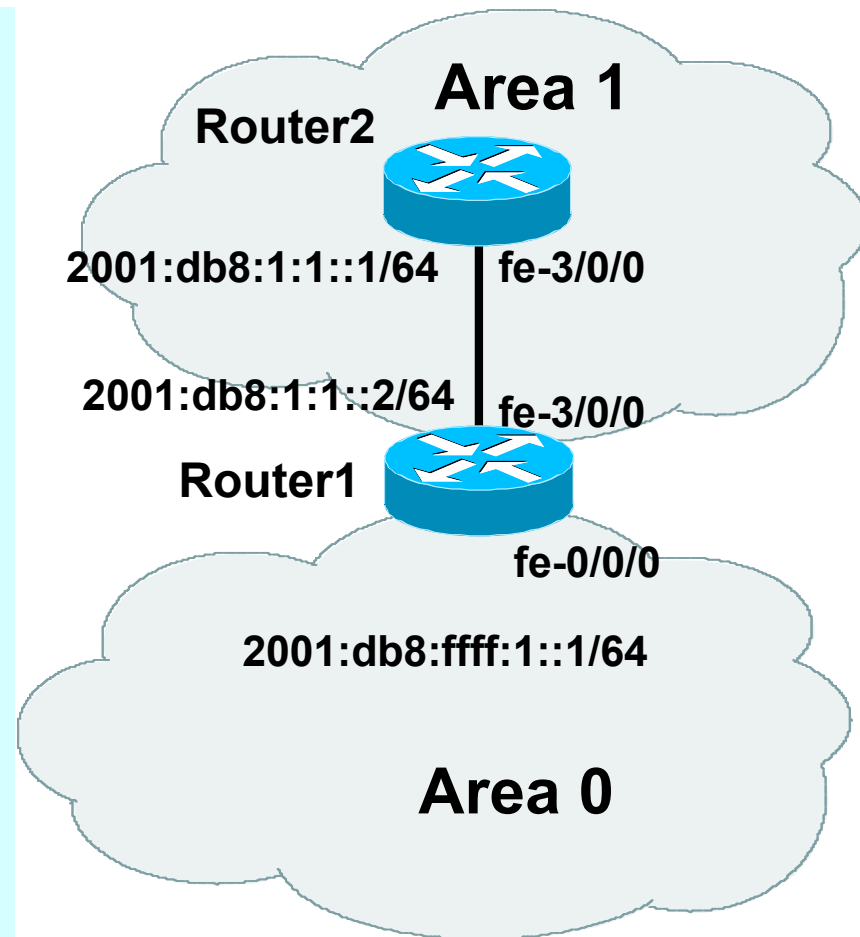 Area 1
Router2
2001:db8:1:1::1/64
fe-3/0/0
2001:db8:1:1::2/64
fe-3/0/0
Router1
fe-0/0/0
2001:db8:ffff:1::1/64
Area 0